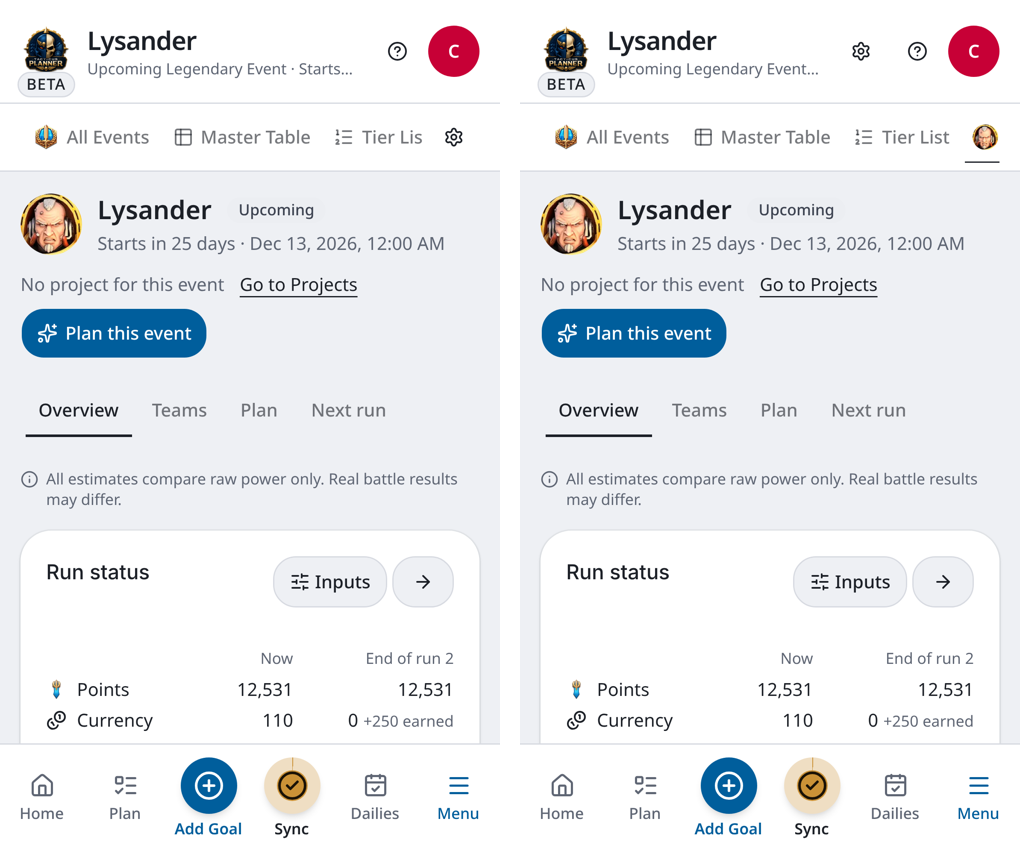 Lysander
Upcoming Legendary Event · Starts...
PLANNER
BETA
C
All Events
Master Table
Tier Lis
Lysander
Upcoming
Starts in 25 days · Dec 13, 2026, 12:00 AM
No project for this event
Go to Projects
Plan this event
Overview
Teams
Plan
Next run
All estimates compare raw power only. Real battle results
may differ.
Run status
Inputs
Now
End of run 2
Points
12,531
12,531
Currency
110
0 +250 earned
Home
Plan
Add Goal
Sync
Dailies
Menu
Lysander
Upcoming Legendary Event...
PLANNER
BETA
C
All Events
Master Table
Tier List
Lysander
Upcoming
Starts in 25 days · Dec 13, 2026, 12:00 AM
No project for this event
Go to Projects
Plan this event
Overview
Teams
Plan
Next run
All estimates compare raw power only. Real battle results
may differ.
Run status
Inputs
Now
End of run 2
Points
12,531
12,531
Currency
110
0 +250 earned
Home
Plan
Add Goal
Sync
Dailies
Menu